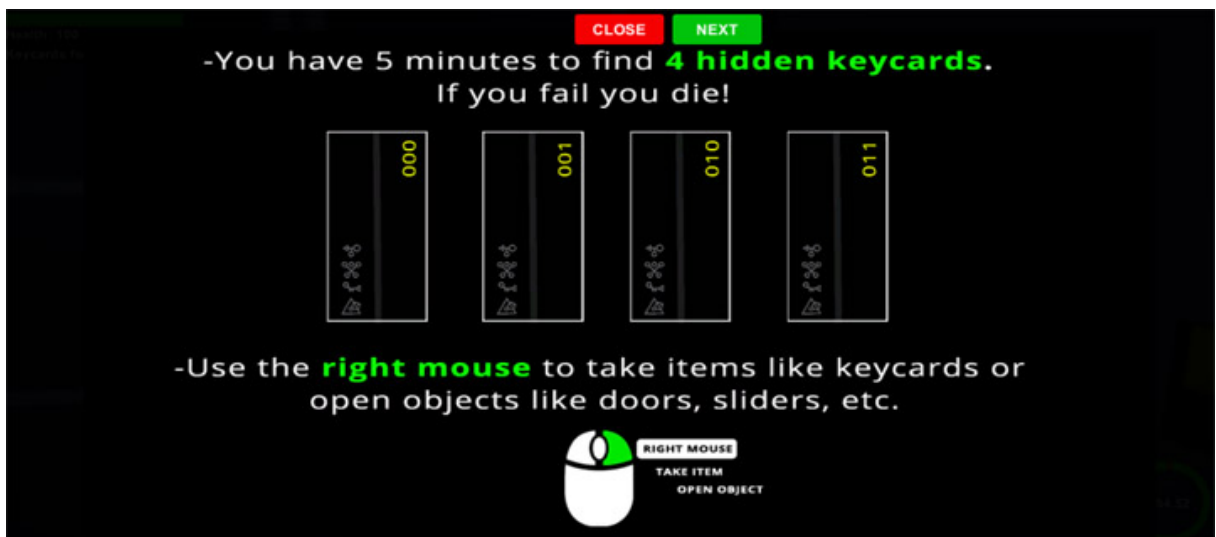 CLOSE NEXT
-You have 5 minutes to find 4 hidden keycards.
If you fail you die!
000 001 010 011
-Use the right mouse to take items like keycards or
open objects like doors, sliders, etc.
RIGHT MOUSE
TAKE ITEM
OPEN OBJECT